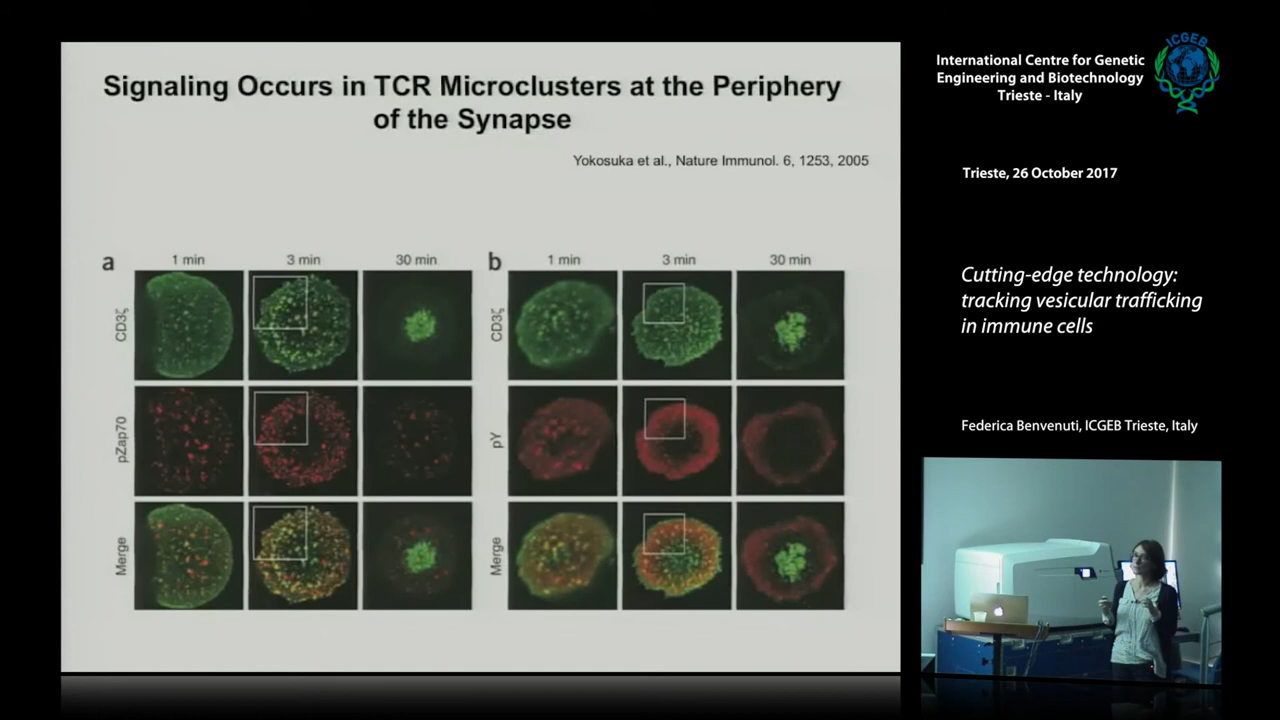 Signaling Occurs in TCR Microclusters at the Periphery
of the Synapse
Yokosuka et al., Nature Immunol. 6, 1253, 2005
a
1 min
3 min
30 min
CD3ζ
pZap70
Merge
b
1 min
3 min
30 min
CD3ζ
pY
Merge
International Centre for Genetic
Engineering and Biotechnology
Trieste - Italy
ICGEB
Trieste, 26 October 2017
Cutting-edge technology:
tracking vesicular trafficking
in immune cells
Federica Benvenuti, ICGEB Trieste, Italy